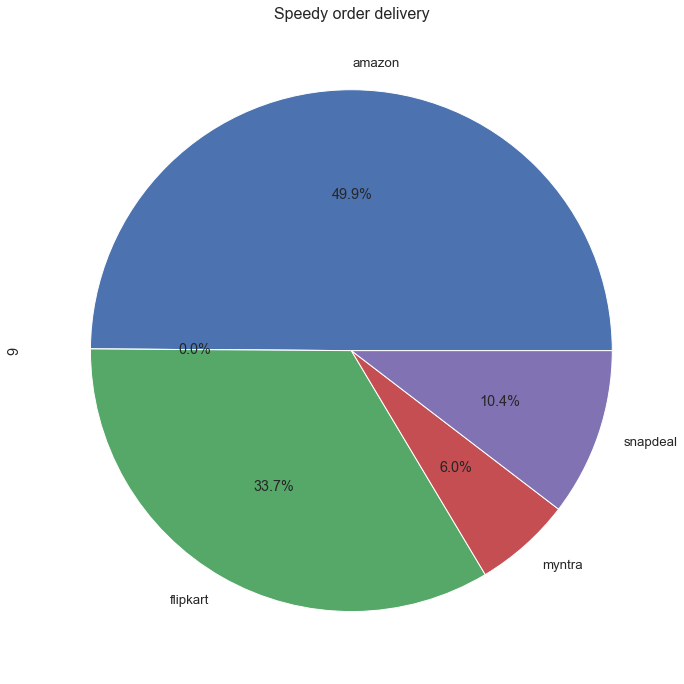 Speedy order delivery
amazon
49.9%
0.0%
9
10.4%
snapdeal
6.0%
33.7%
myntra
flipkart